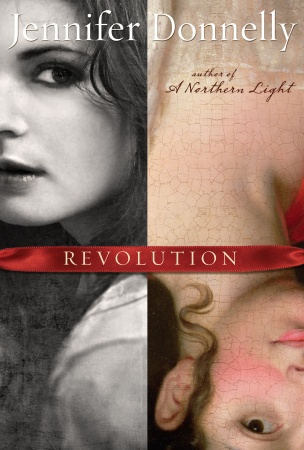 Jennifer Donnelly
author of
A Northern Light
REVOLUTION